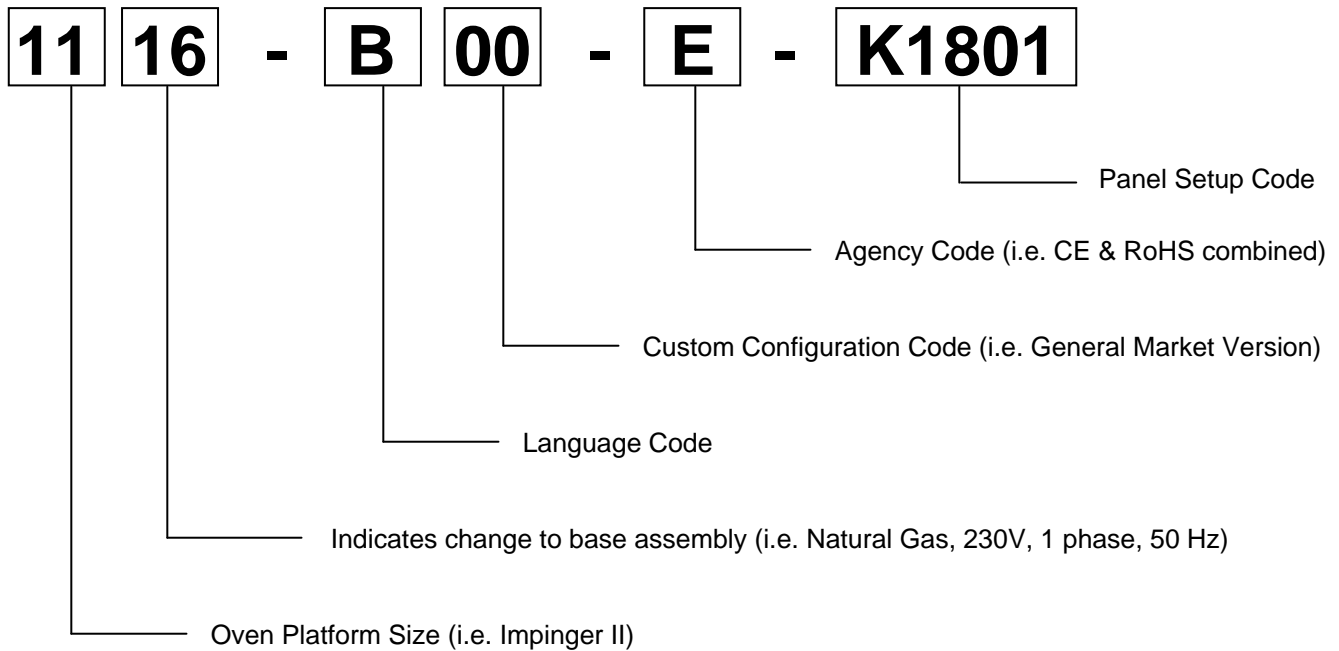 11 16 - B 00 - E - K1801
Panel Setup Code
Agency Code (i.e. CE & RoHS combined)
Custom Configuration Code (i.e. General Market Version)
Language Code
Indicates change to base assembly (i.e. Natural Gas, 230V, 1 phase, 50 Hz)
Oven Platform Size (i.e. Impinger II)